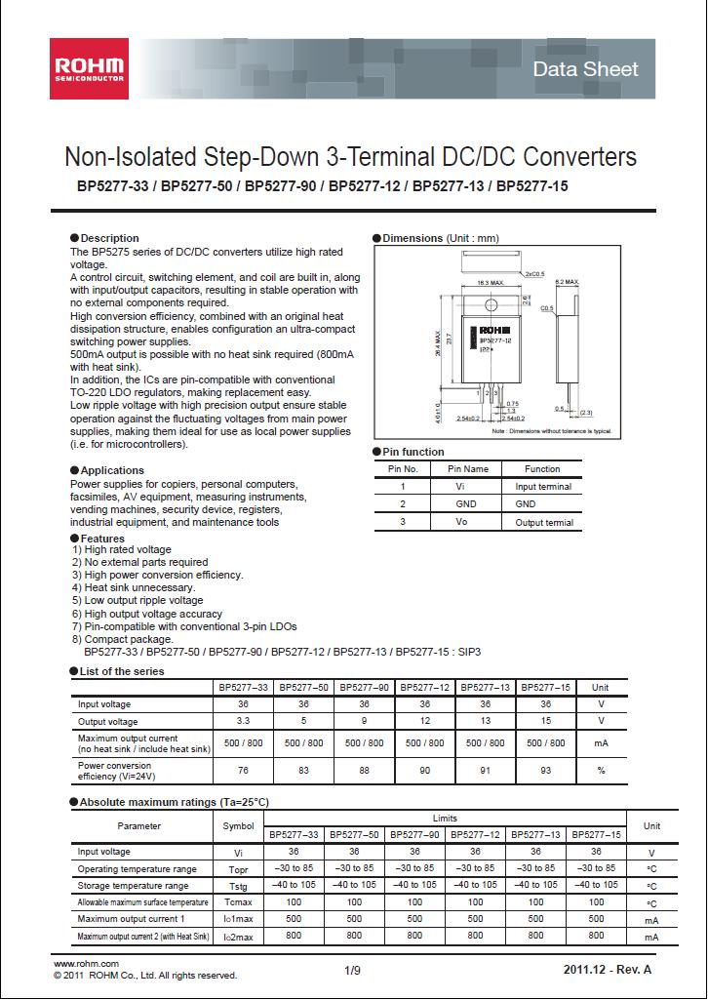 ROHM
SEMICONDUCTOR
Data Sheet
Non-Isolated Step-Down 3-Terminal DC/DC Converters
BP5277-33 / BP5277-50 / BP5277-90 / BP5277-12 / BP5277-13 / BP5277-15
●Description
The BP5275 series of DC/DC converters utilize high rated
voltage.
A control circuit, switching element, and coil are built in, along
with input/output capacitors, resulting in stable operation with
no external components required.
High conversion efficiency, combined with an original heat
dissipation structure, enables configuration an ultra-compact
switching power supplies.
500mA output is possible with no heat sink required (800mA
with heat sink).
In addition, the ICs are pin-compatible with conventional
TO-220 LDO regulators, making replacement easy.
Low ripple voltage with high precision output ensure stable
operation against the fluctuating voltages from main power
supplies, making them ideal for use as local power supplies
(i.e. for microcontrollers).
●Applications
Power supplies for copiers, personal computers,
facsimiles, AV equipment, measuring instruments,
vending machines, security device, registers,
industrial equipment, and maintenance tools
●Features
1) High rated voltage
2) No external parts required
3) High power conversion efficiency.
4) Heat sink unnecessary.
5) Low output ripple voltage
6) High output voltage accuracy
7) Pin-compatible with conventional 3-pin LDOs
8) Compact package.
BP5277-33 / BP5277-50 / BP5277-90 / BP5277-12 / BP5277-13 / BP5277-15 : SIP3
●Dimensions (Unit : mm)
2xC0.5
16.3 MAX.
6.2 MAX.
2.6
C0.5
26.4 MAX.
23.7
ROHM
BP5277-12
122
1 2 3
4.0±1.0
0.75
1.3
2.54±0.2
2.54±0.2
0.5
(2.3)
Note : Dimensions without tolerance is typical.
●Pin function
Pin No. Pin Name Function
1 Vi Input terminal
2 GND GND
3 Vo Output termial
●List of the series
BP5277–33 BP5277–50 BP5277–90 BP5277–12 BP5277–13 BP5277–15 Unit
Input voltage 36 36 36 36 36 36 V
Output voltage 3.3 5 9 12 13 15 V
Maximum output current
(no heat sink / include heat sink) 500 / 800 500 / 800 500 / 800 500 / 800 500 / 800 500 / 800 mA
Power conversion
efficiency (Vi=24V) 76 83 88 90 91 93 %
●Absolute maximum ratings (Ta=25°C)
Parameter Symbol Limits Unit
BP5277–33 BP5277–50 BP5277–90 BP5277–12 BP5277–13 BP5277–15
Input voltage Vi 36 36 36 36 36 36 V
Operating temperature range Topr –30 to 85 –30 to 85 –30 to 85 –30 to 85 –30 to 85 –30 to 85 °C
Storage temperature range Tstg –40 to 105 –40 to 105 –40 to 105 –40 to 105 –40 to 105 –40 to 105 °C
Allowable maximum surface temperature Tcmax 100 100 100 100 100 100 °C
Maximum output current 1 Io1max 500 500 500 500 500 500 mA
Maximum output current 2 (with Heat Sink) Io2max 800 800 800 800 800 800 mA
www.rohm.com
© 2011 ROHM Co., Ltd. All rights reserved.
1/9
2011.12 - Rev. A